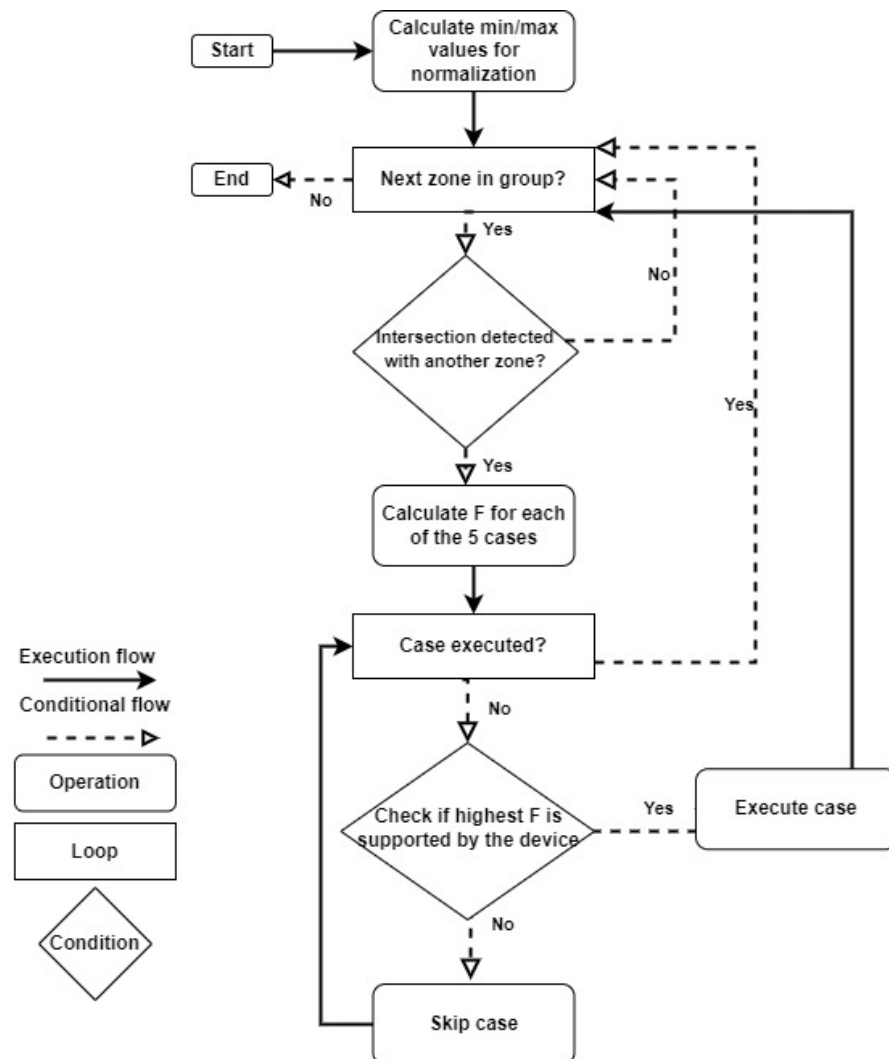 Start
Calculate min/max
values for
normalization
End
No
Next zone in group?
Yes
No
Intersection detected
with another zone?
Yes
Yes
Calculate F for each
of the 5 cases
Case executed?
No
Execution flow
Conditional flow
Operation
Loop
Condition
Check if highest F is
supported by the device
Yes
Execute case
No
Skip case